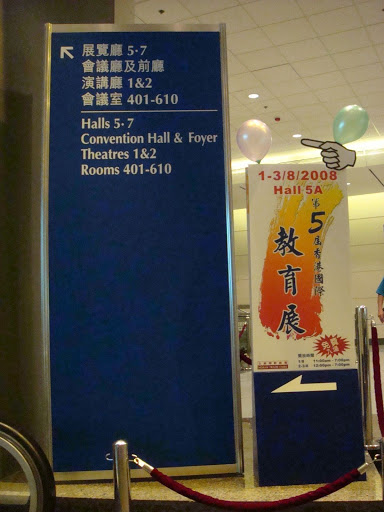 展覽廳 5·7
會議廳及前廳
演講廳 1&2
會議室 401-610
Halls 5·7
Convention Hall & Foyer
Theatres 1&2
Rooms 401-610
1-3/8/2008
Hall 5A
第5屆香港國際
教育展
免費